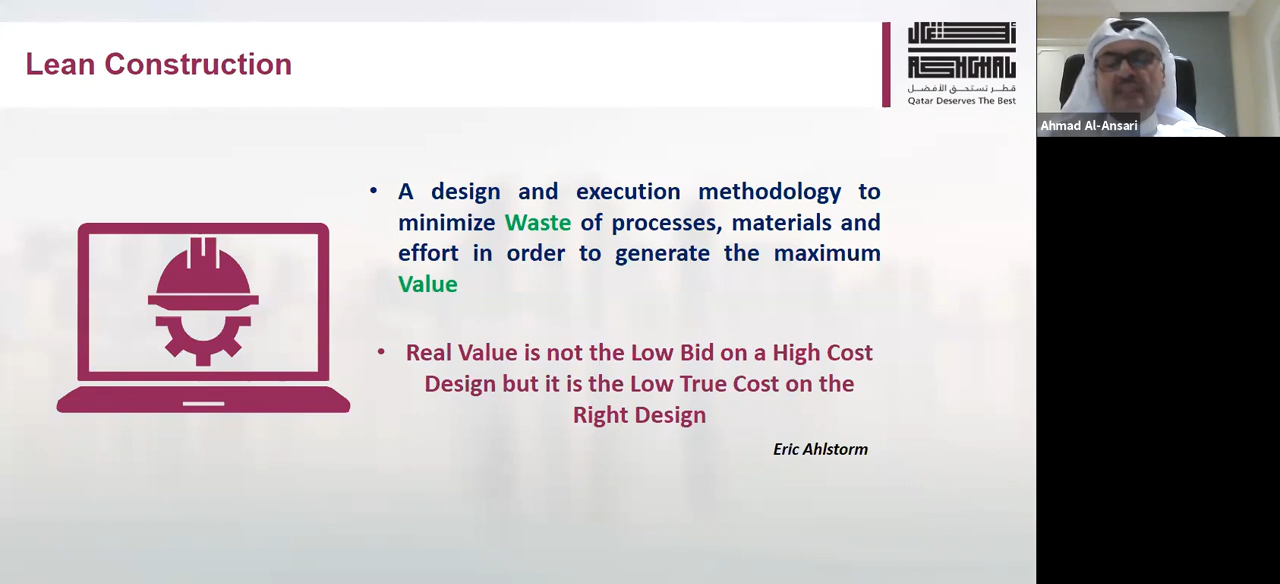 Lean Construction
أشغال
ASHGHAL
قطر تستحق الأفضل
Qatar Deserves The Best
Ahmad Al-Ansari
• A design and execution methodology to
minimize Waste of processes, materials and
effort in order to generate the maximum
Value
• Real Value is not the Low Bid on a High Cost
Design but it is the Low True Cost on the
Right Design
Eric Ahlstorm